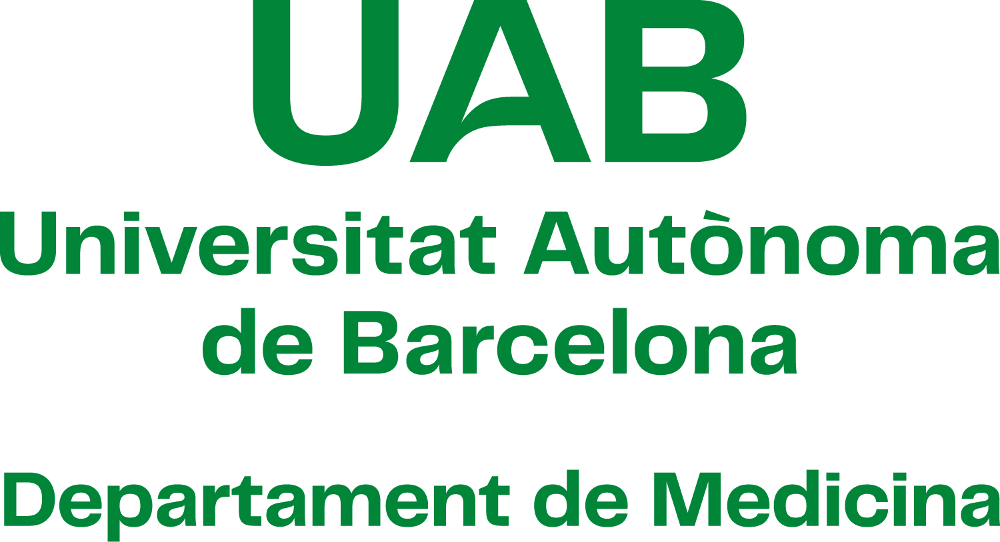 UAB
Universitat Autònoma
de Barcelona
Departament de Medicina